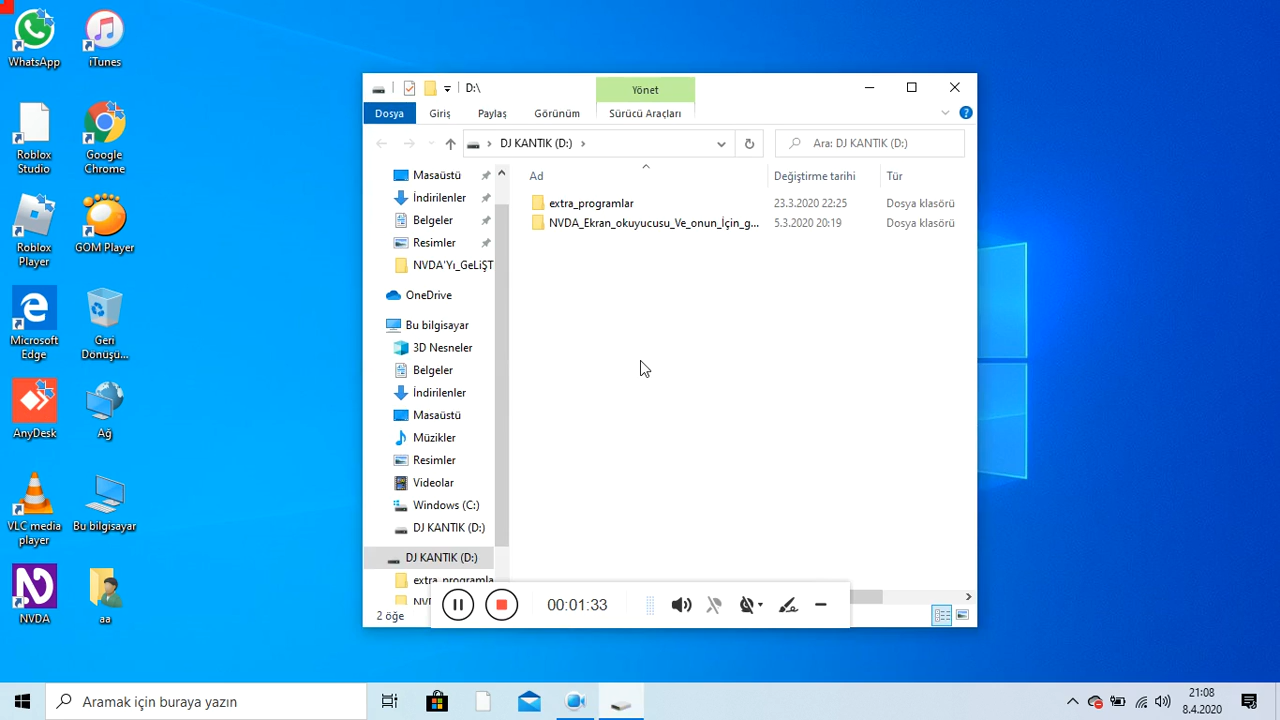 WhatsApp
iTunes
Roblox
Studio
Google
Chrome
Roblox
Player
GOM Player
Microsoft
Edge
Geri
Dönüşü...
AnyDesk
Ağ
VLC media
player
Bu bilgisayar
NVDA
aa
D:\
Yönet
Dosya
Giriş
Paylaş
Görünüm
Sürücü Araçları
DJ KANTIK (D:)
Ara: DJ KANTIK (D:)
Masaüstü
İndirilenler
Belgeler
Resimler
NVDA'Yı_GeLiŞT
OneDrive
Bu bilgisayar
3D Nesneler
Belgeler
İndirilenler
Masaüstü
Müzikler
Resimler
Videolar
Windows (C:)
DJ KANTIK (D:)
DJ KANTIK (D:)
extra_programla
Ad
Değiştirme tarihi
Tür
extra_programlar
23.3.2020 22:25
Dosya klasörü
NVDA_Ekran_okuyucusu_Ve_onun_İçin_g...
5.3.2020 20:19
Dosya klasörü
2 öğe
00:01:33
Aramak için buraya yazın
21:08
8.4.2020